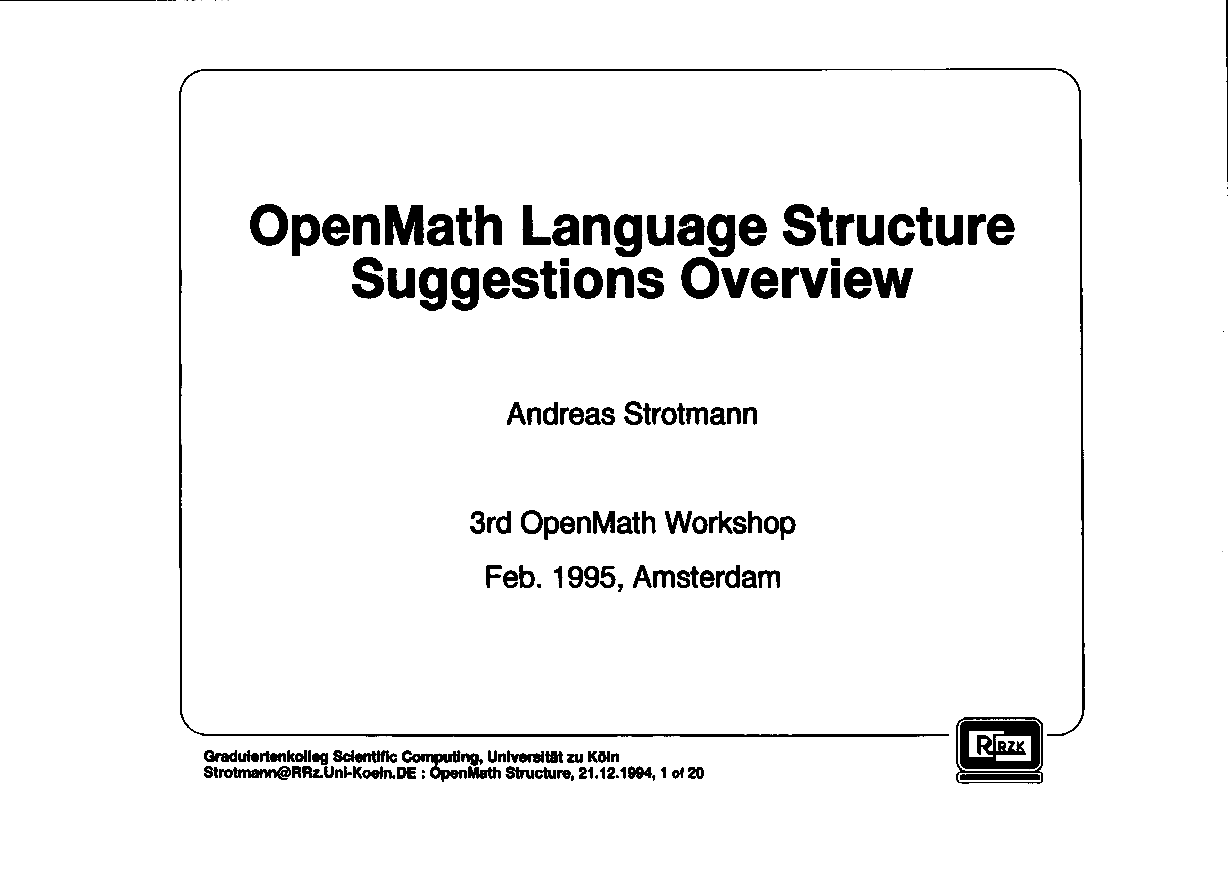 OpenMath Language Structure
Suggestions Overview
Andreas Strotmann
3rd OpenMath Workshop
Feb. 1995, Amsterdam
Graduiertenkolleg Scientific Computing, Universität zu Köln
Strotmann@RRz.Uni-Koeln.DE : OpenMath Structure, 21.12.1994, 1 of 20
RRZK